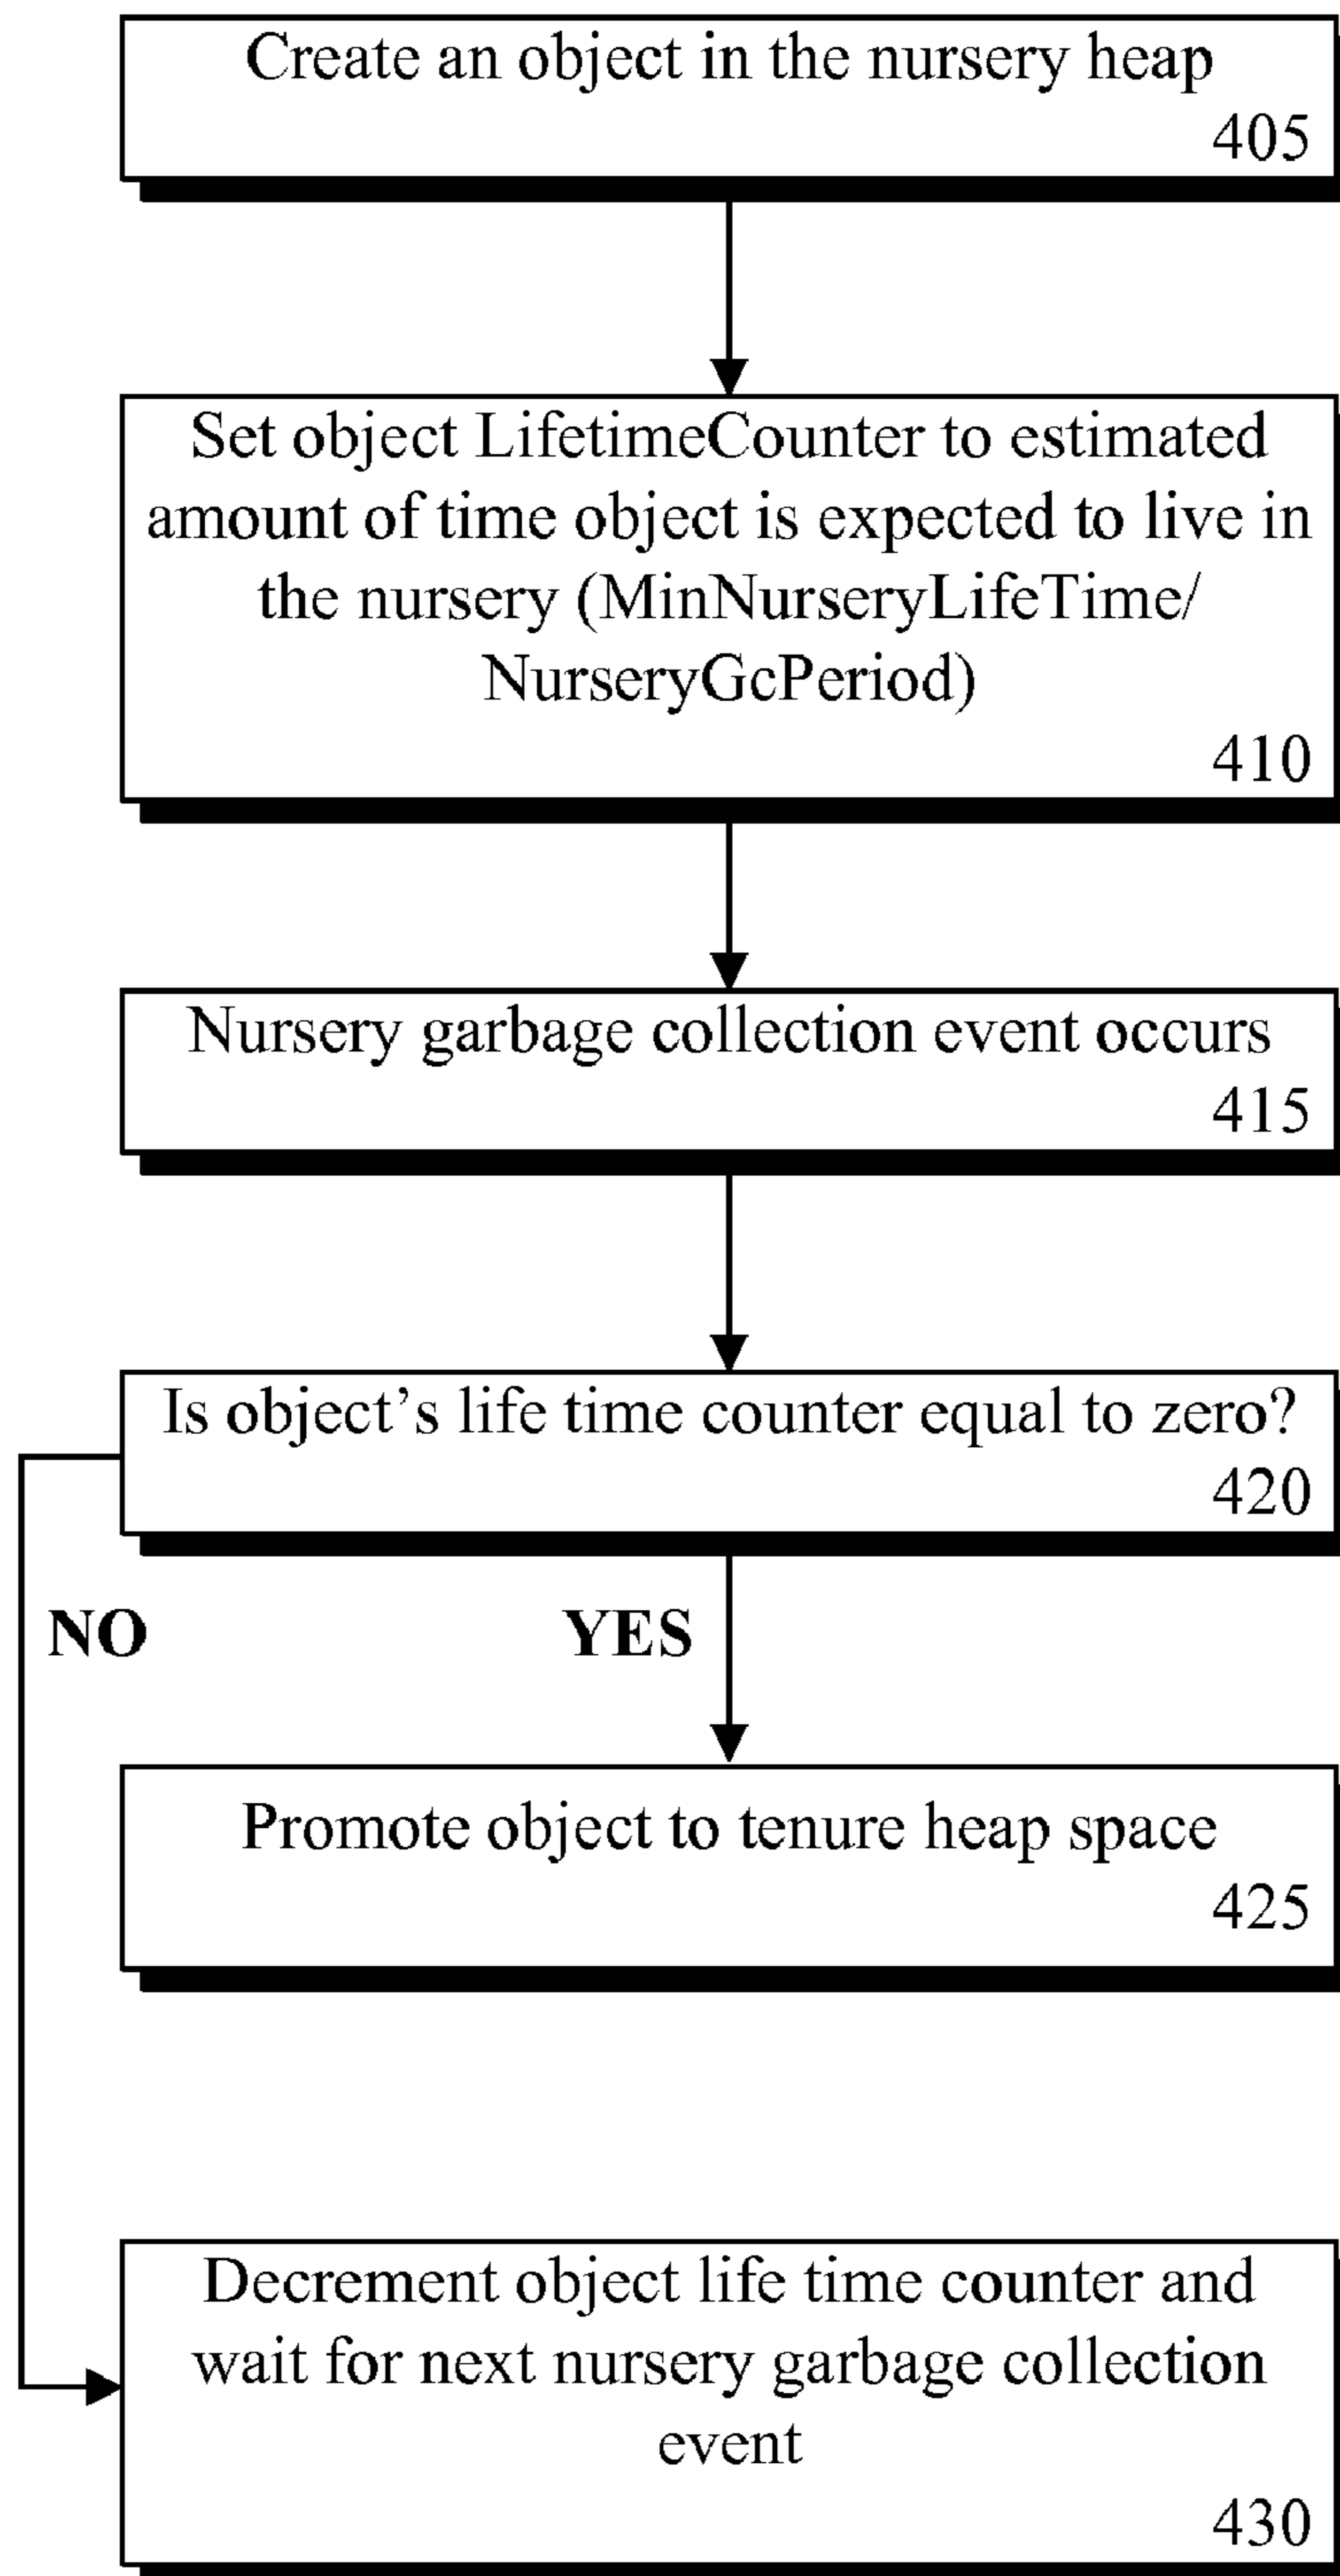 Create an object in the nursery heap
405
Set object LifetimeCounter to estimated
amount of time object is expected to live in
the nursery (MinNurseryLifeTime/
NurseryGcPeriod)
410
Nursery garbage collection event occurs
415
Is object’s life time counter equal to zero?
420
NO
YES
Promote object to tenure heap space
425
Decrement object life time counter and
wait for next nursery garbage collection
event
430